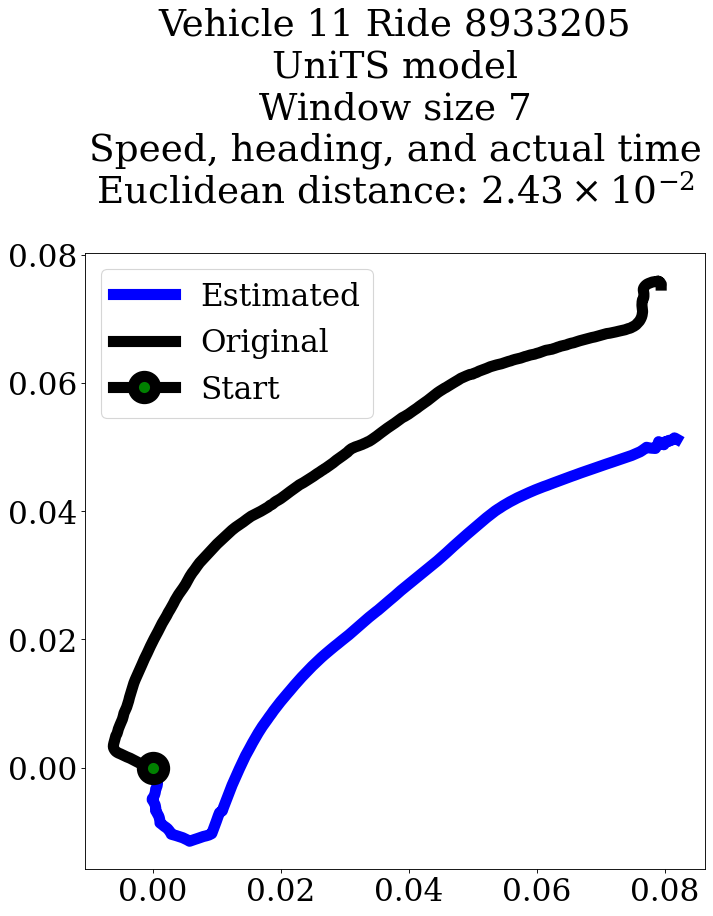 Vehicle 11 Ride 8933205
UniTS model
Window size 7
Speed, heading, and actual time
Euclidean distance: $2.43 \times 10^{-2}$
0.08
0.06
0.04
0.02
0.00
Estimated
Original
Start
0.00 0.02 0.04 0.06 0.08